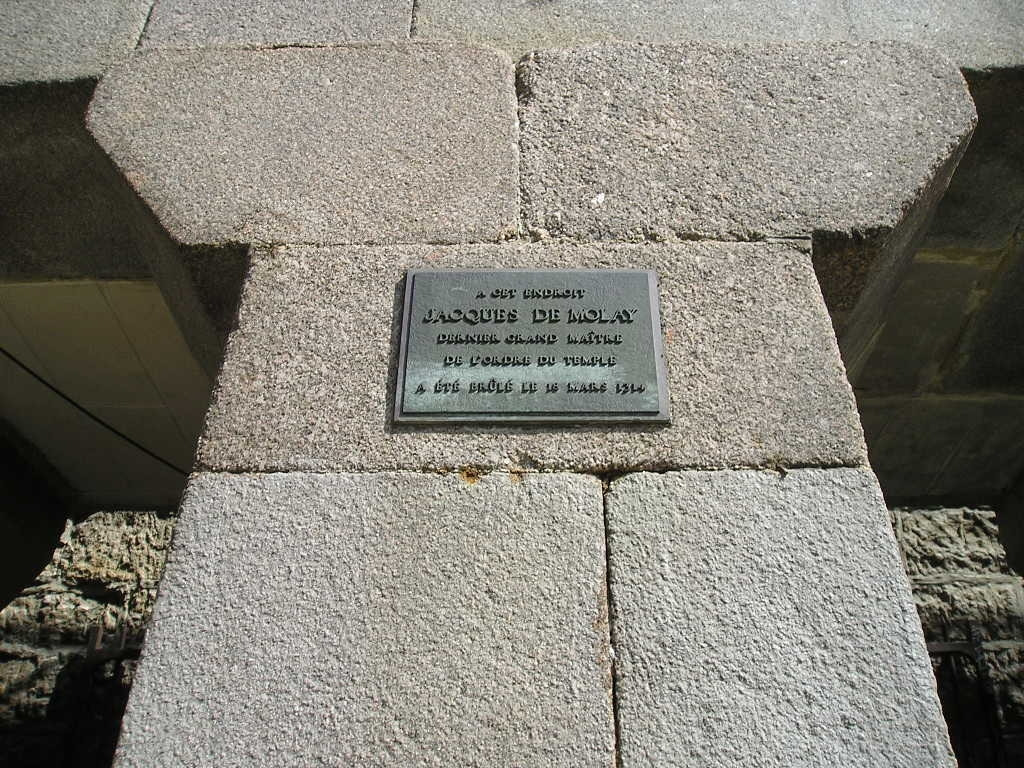 A CET ENDROIT
JACQUES DE MOLAY
DERNIER GRAND MAÎTRE
DE L'ORDRE DU TEMPLE
A ÉTÉ BRÛLÉ LE 18 MARS 1314